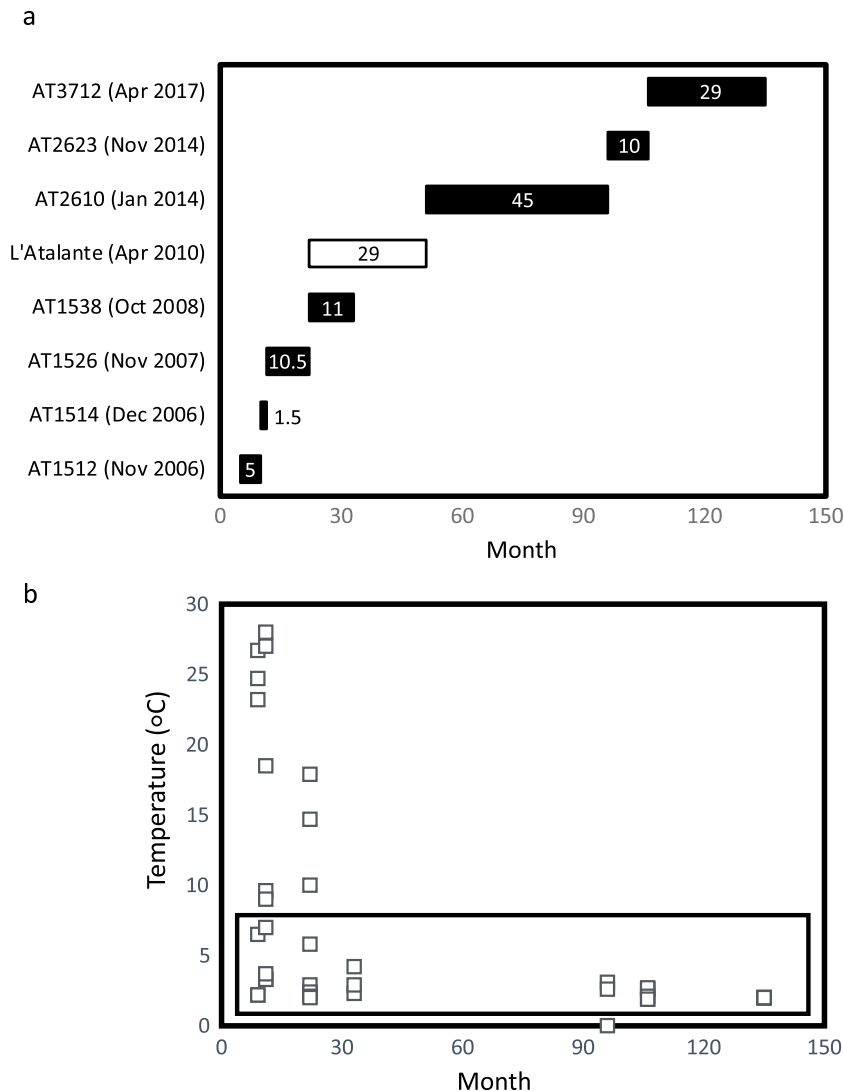 a
AT3712 (Apr 2017)
29
AT2623 (Nov 2014)
10
AT2610 (Jan 2014)
45
L'Atalante (Apr 2010)
29
AT1538 (Oct 2008)
11
AT1526 (Nov 2007)
10.5
AT1514 (Dec 2006)
1.5
AT1512 (Nov 2006)
5
0 30 60 90 120 150
Month
b
Temperature (oC)
30
25
20
15
10
5
0
0 30 60 90 120 150
Month